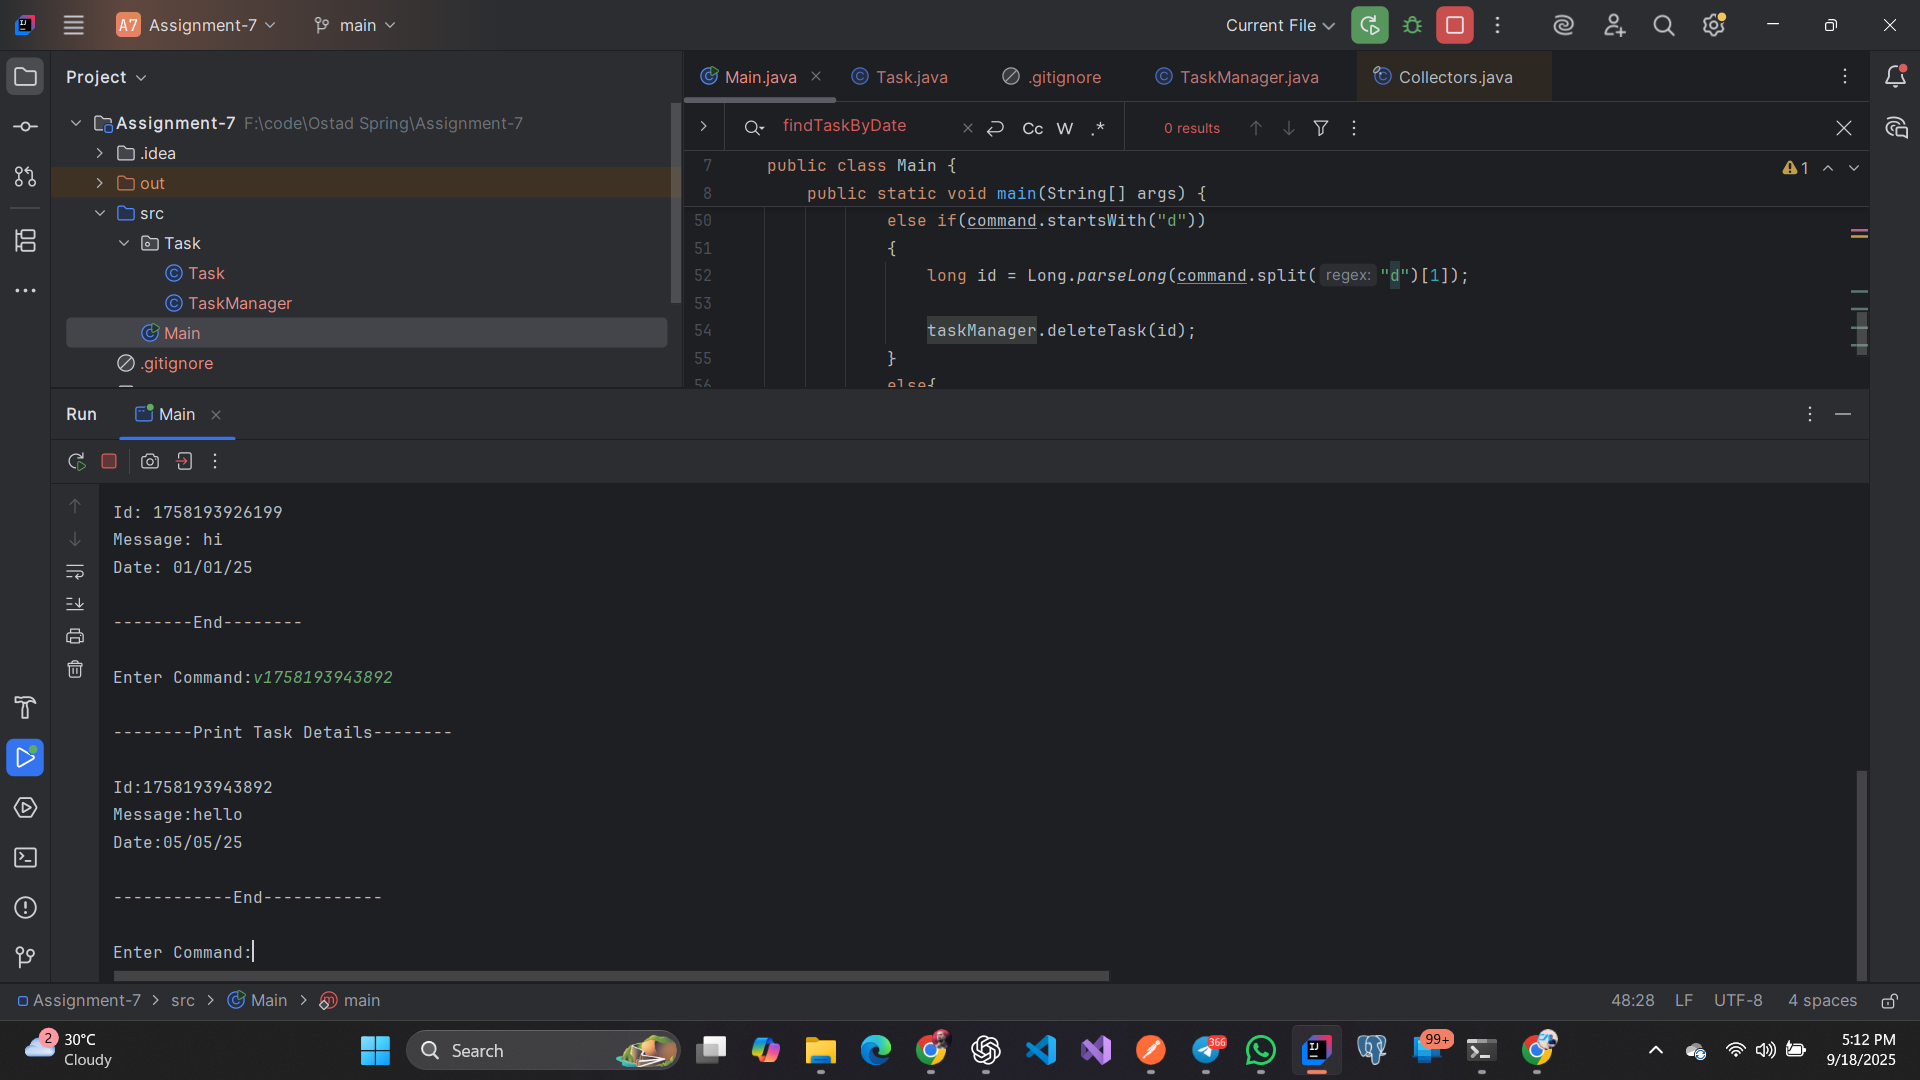 A7 Assignment-7 main Current File
Project
Main.java Task.java .gitignore TaskManager.java Collectors.java
Assignment-7 F:\code\Ostad Spring\Assignment-7
.idea
out
src
Task
Task
TaskManager
Main
.gitignore
findTaskByDate Cc W .* 0 results
7 public class Main {
1
8 public static void main(String[] args) {
50 else if(command.startsWith("d"))
51 {
52 long id = Long.parseLong(command.split( regex: "d")[1]);
53
54 taskManager.deleteTask(id);
55 }
56 else{
Run Main
Id: 1758193926199
Message: hi
Date: 01/01/25
--------End--------
Enter Command:v1758193943892
--------Print Task Details--------
Id:1758193943892
Message:hello
Date:05/05/25
------------End------------
Enter Command:
Assignment-7 > src > Main > main 48:28 LF UTF-8 4 spaces
2 30°C
Cloudy
Search
366
99+
5:12 PM
9/18/2025